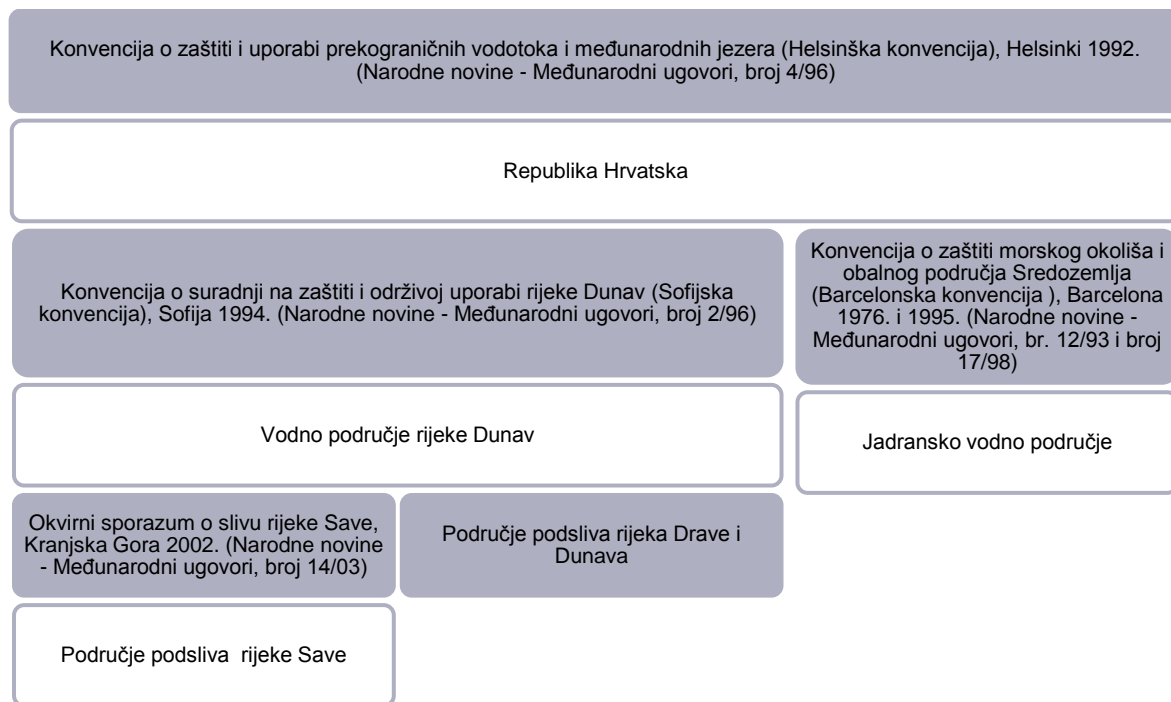 Konvencija o zaštiti i uporabi prekograničnih vodotoka i međunarodnih jezera (Helsinška konvencija), Helsinki 1992.
(Narodne novine - Međunarodni ugovori, broj 4/96)
Republika Hrvatska
Konvencija o suradnji na zaštiti i održivoj uporabi rijeke Dunav (Sofijska
konvencija), Sofija 1994. (Narodne novine - Međunarodni ugovori, broj 2/96)
Konvencija o zaštiti morskog okoliša i
obalnog područja Sredozemlja
(Barcelonska konvencija ), Barcelona
1976. i 1995. (Narodne novine -
Međunarodni ugovori, br. 12/93 i broj
17/98)
Vodno područje rijeke Dunav
Jadransko vodno područje
Okvirni sporazum o slivu rijeke Save,
Kranjska Gora 2002. (Narodne novine
- Međunarodni ugovori, broj 14/03)
Područje podsliva rijeka Drave i
Dunava
Područje podsliva  rijeke Save